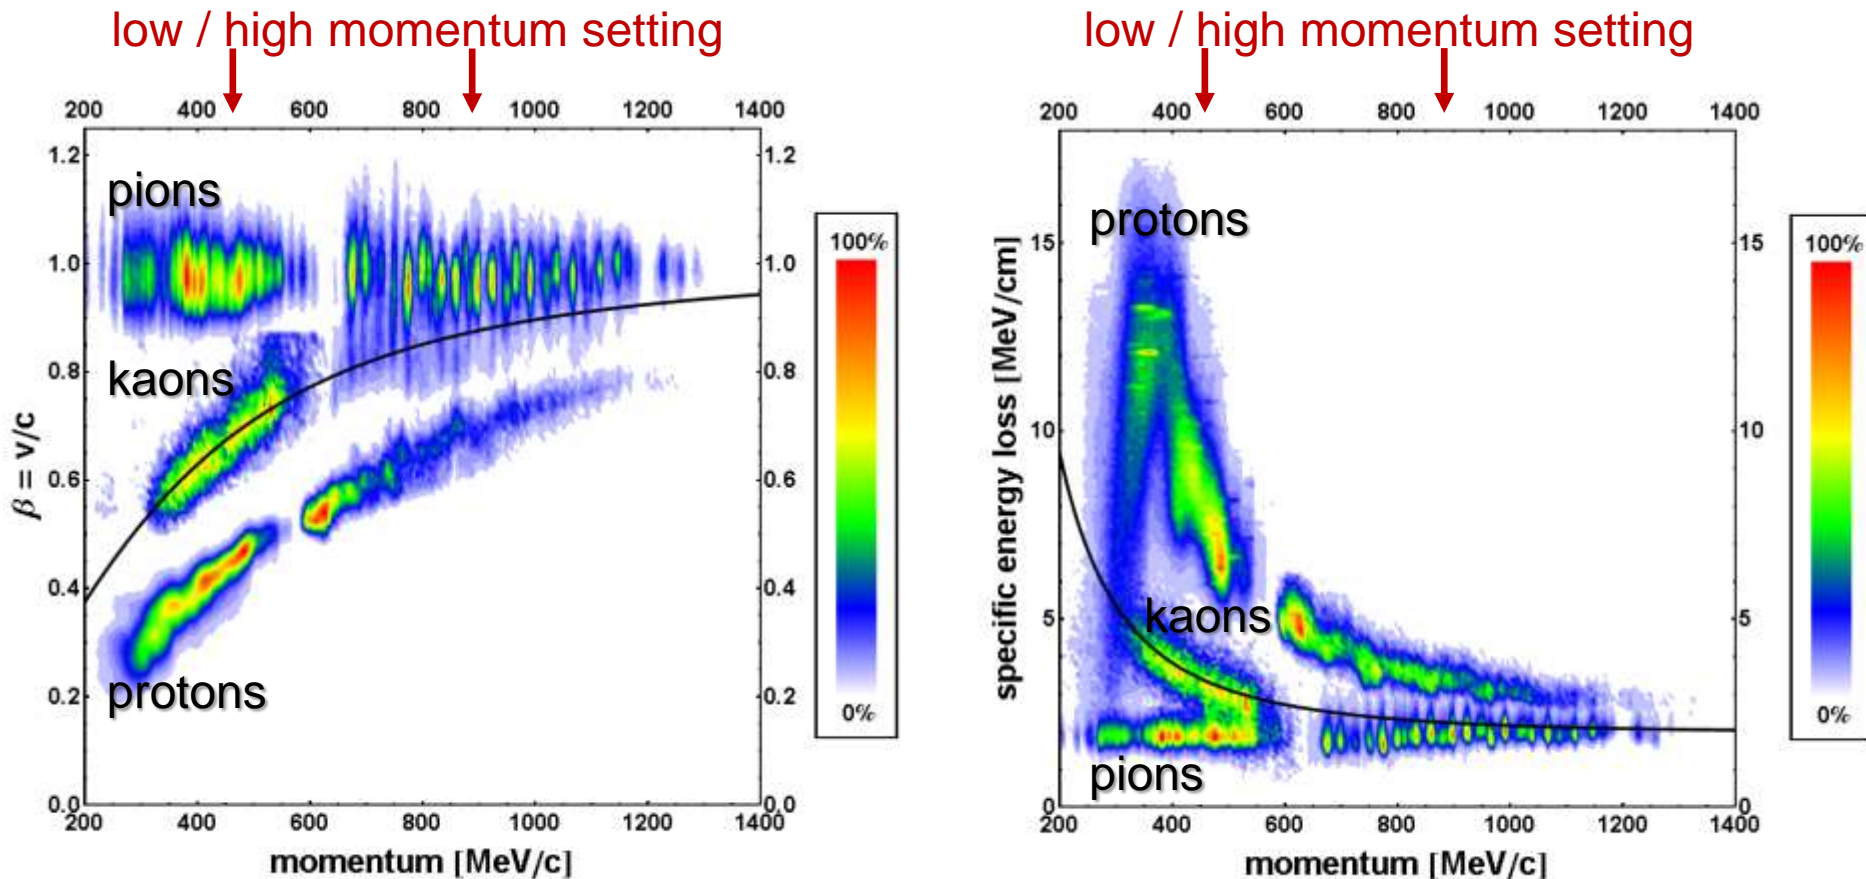 low / high momentum setting
200 400 600 800 1000 1200 1400
1.2 1.2
pions
1.0 1.0
0.8 0.8
kaons
0.6 0.6
0.4 0.4
protons
0.2 0.2
0.0 0.0
200 400 600 800 1000 1200 1400
β = v/c
momentum [MeV/c]
100%
0%
low / high momentum setting
200 400 600 800 1000 1200 1400
protons
15 15
10 10
kaons
5 5
pions
0 0
200 400 600 800 1000 1200 1400
specific energy loss [MeV/cm]
momentum [MeV/c]
100%
0%